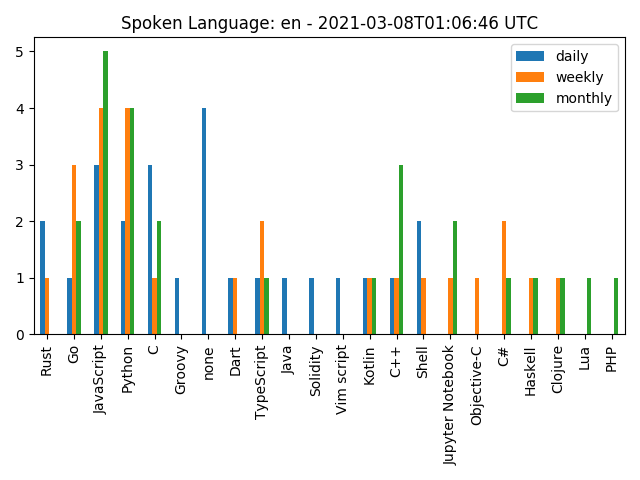 Spoken Language: en - 2021-03-08T01:06:46 UTC
daily
weekly
monthly
5
4
3
2
1
0
Rust
Go
JavaScript
Python
C
Groovy
none
Dart
TypeScript
Java
Solidity
Vim script
Kotlin
C++
Shell
Jupyter Notebook
Objective-C
C#
Haskell
Clojure
Lua
PHP